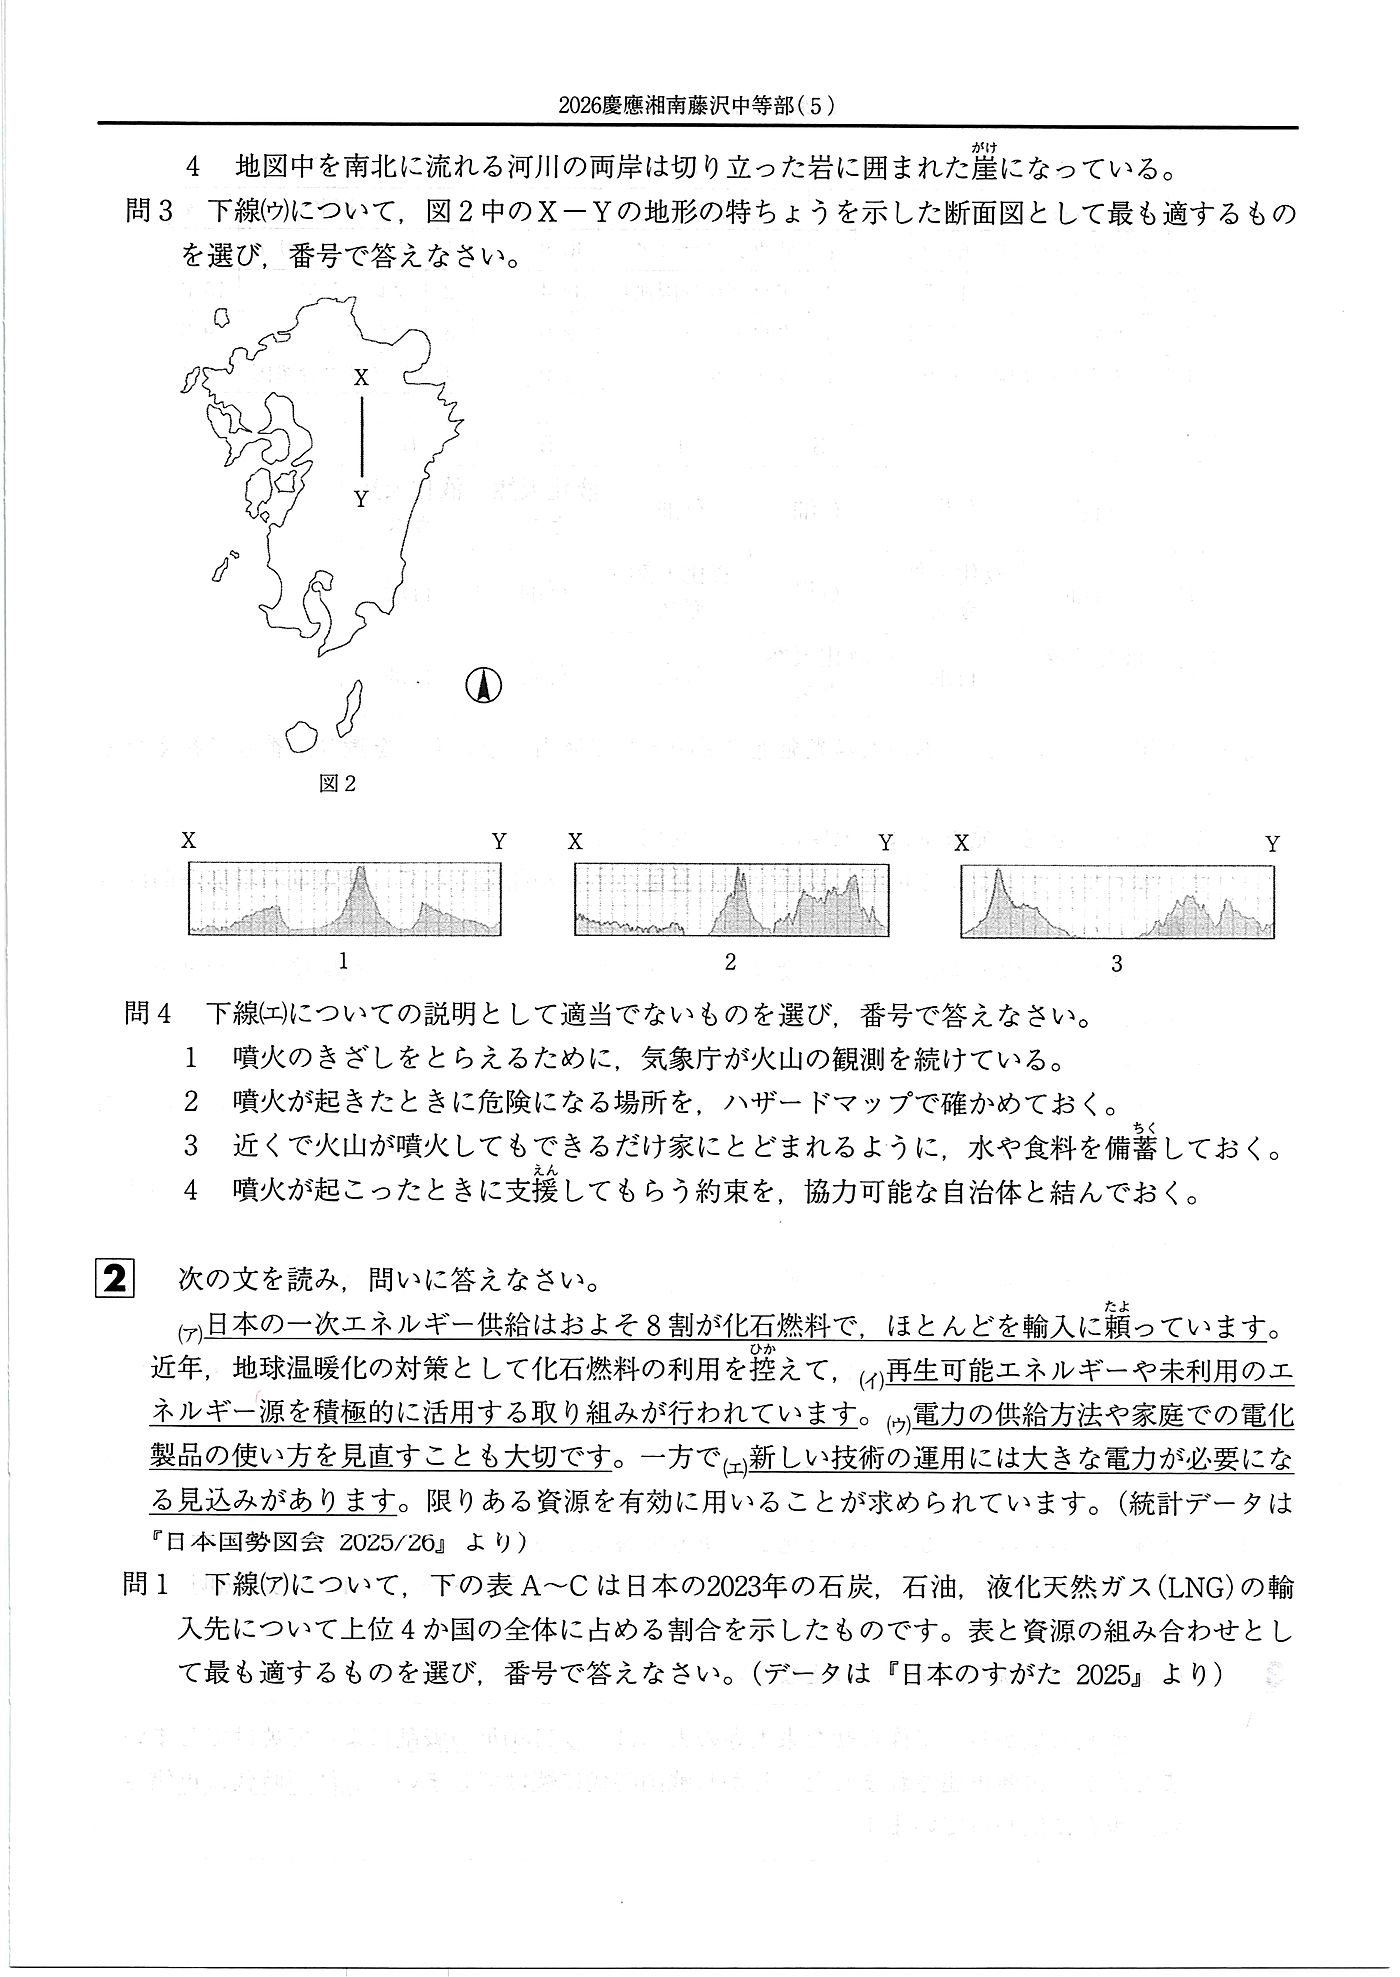 2026慶應湘南藤沢中等部(5)
4 地図中を南北に流れる河川の両岸は切り立った岩に囲まれた崖になっている。
がけ
問3 下線(ウ)について，図2中のX－Yの地形の特ちょうを示した断面図として最も適するもの
を選び，番号で答えなさい。
X
Y
図2
X Y X Y X Y
1 2 3
問4 下線(エ)についての説明として適当でないものを選び，番号で答えなさい。
1 噴火のきざしをとらえるために，気象庁が火山の観測を続けている。
2 噴火が起きたときに危険になる場所を，ハザードマップで確かめておく。
3 近くで火山が噴火してもできるだけ家にとどまれるように，水や食料を備蓄しておく。
ちく
4 噴火が起こったときに支援してもらう約束を，協力可能な自治体と結んでおく。
えん
2 次の文を読み，問いに答えなさい。
(ア)日本の一次エネルギー供給はおよそ8割が化石燃料で，ほとんどを輸入に頼っています。
たよ
近年，地球温暖化の対策として化石燃料の利用を控えて，(イ)再生可能エネルギーや未利用のエ
ひか
ネルギー源を積極的に活用する取り組みが行われています。(ウ)電力の供給方法や家庭での電化
製品の使い方を見直すことも大切です。一方で(エ)新しい技術の運用には大きな電力が必要にな
る見込みがあります。限りある資源を有効に用いることが求められています。(統計データは
『日本国勢図会 2025/26』より)
問1 下線(ア)について，下の表A～Cは日本の2023年の石炭，石油，液化天然ガス(LNG)の輸
入先について上位4か国の全体に占める割合を示したものです。表と資源の組み合わせとし
て最も適するものを選び，番号で答えなさい。(データは『日本のすがた 2025』より)